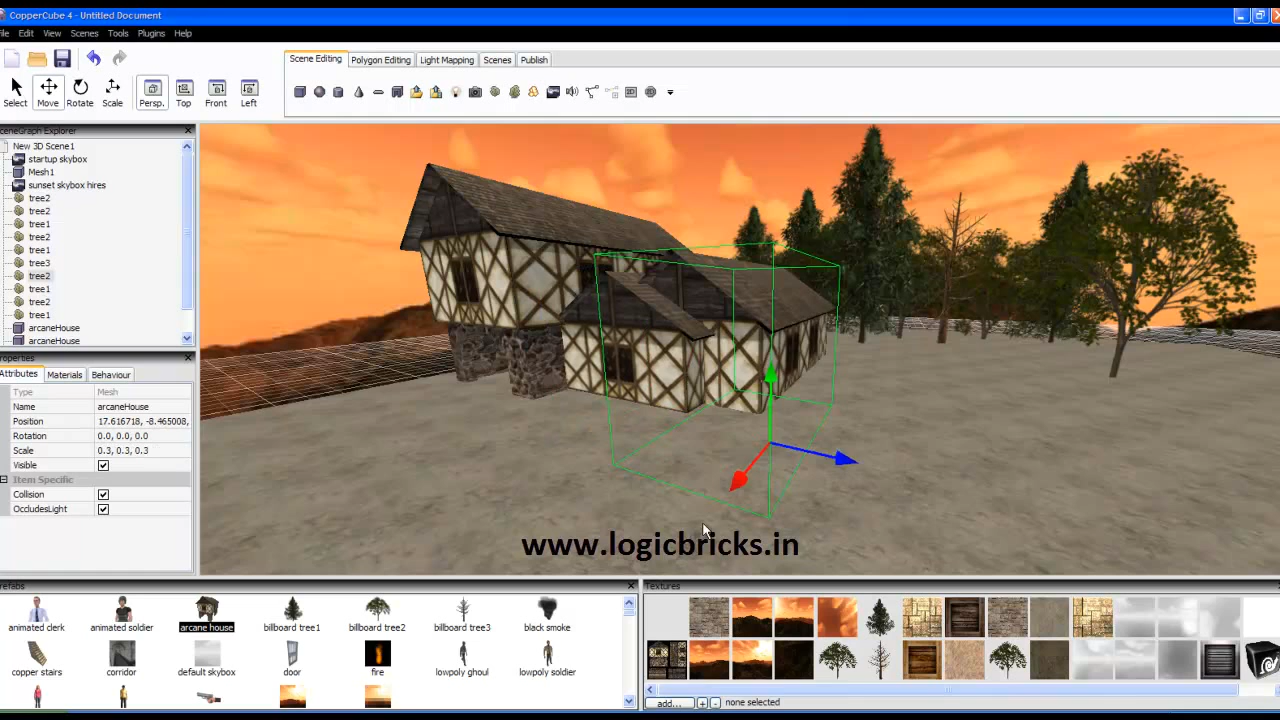 CopperCube 4 - Untitled Document
File Edit View Scenes Tools Plugins Help
Scene Editing Polygon Editing Light Mapping Scenes Publish
Select Move Rotate Scale Persp. Top Front Left
SceneGraph Explorer
New 3D Scene1
startup skybox
Mesh1
sunset skybox hires
tree2
tree2
tree1
tree2
tree1
tree3
tree2
tree1
tree2
tree1
arcaneHouse
arcaneHouse
Properties
Attributes Materials Behaviour
Type Mesh
Name arcaneHouse
Position 17.616718, -8.465008,
Rotation 0.0, 0.0, 0.0
Scale 0.3, 0.3, 0.3
Visible
Item Specific
Collision
OccludesLight
www.logicbricks.in
Prefabs
animated clerk animated soldier arcane house billboard tree1 billboard tree2 billboard tree3 black smoke
copper stairs corridor default skybox door fire lowpoly ghoul lowpoly soldier
Textures
add... + - none selected